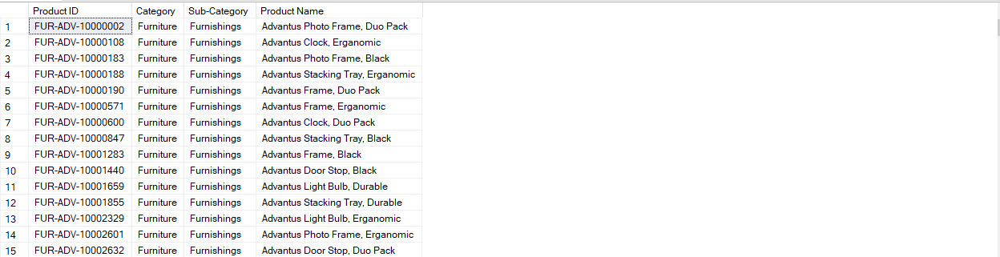 Product ID Category Sub-Category Product Name
1 FUR-ADV-10000002 Furniture Furnishings Advantus Photo Frame, Duo Pack
2 FUR-ADV-10000108 Furniture Furnishings Advantus Clock, Erganomic
3 FUR-ADV-10000183 Furniture Furnishings Advantus Photo Frame, Black
4 FUR-ADV-10000188 Furniture Furnishings Advantus Stacking Tray, Erganomic
5 FUR-ADV-10000190 Furniture Furnishings Advantus Frame, Duo Pack
6 FUR-ADV-10000571 Furniture Furnishings Advantus Frame, Erganomic
7 FUR-ADV-10000600 Furniture Furnishings Advantus Clock, Duo Pack
8 FUR-ADV-10000847 Furniture Furnishings Advantus Stacking Tray, Black
9 FUR-ADV-10001283 Furniture Furnishings Advantus Frame, Black
10 FUR-ADV-10001440 Furniture Furnishings Advantus Door Stop, Black
11 FUR-ADV-10001659 Furniture Furnishings Advantus Light Bulb, Durable
12 FUR-ADV-10001855 Furniture Furnishings Advantus Stacking Tray, Durable
13 FUR-ADV-10002329 Furniture Furnishings Advantus Light Bulb, Erganomic
14 FUR-ADV-10002601 Furniture Furnishings Advantus Photo Frame, Erganomic
15 FUR-ADV-10002632 Furniture Furnishings Advantus Door Stop, Duo Pack